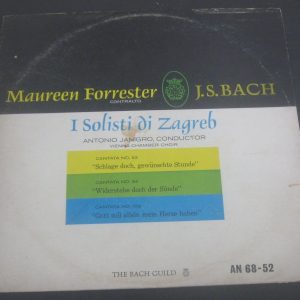 Maureen Forrester
CONTRALTO
J.S. BACH
I Solisti di Zagreb
ANTONIO JANIGRO, CONDUCTOR
VIENNA CHAMBER CHOIR
CANTATA NO. 53
"Schlage doch, gewünschte Stunde"
CANTATA NO. 54
"Widerstehe doch der Sünde"
CANTATA NO. 169
"Gott soll allein mein Herze haben"
THE BACH GUILD
AN 68-52